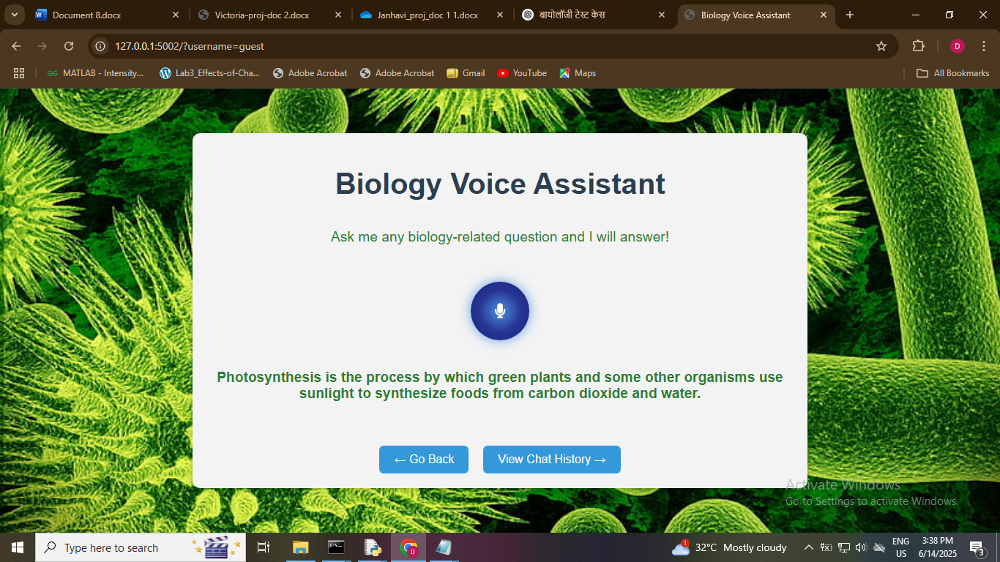 Document 8.docx
Victoria-proj-doc 2.docx
Janhavi_proj_doc 1 1.docx
बायोलॉजी टेस्ट केस
Biology Voice Assistant
127.0.0.1:5002/?username=guest
D
MATLAB - Intensity...
Lab3_Effects-of-Cha...
Adobe Acrobat
Adobe Acrobat
Gmail
YouTube
Maps
All Bookmarks
Biology Voice Assistant
Ask me any biology-related question and I will answer!
Photosynthesis is the process by which green plants and some other organisms use
sunlight to synthesize foods from carbon dioxide and water.
← Go Back
View Chat History →
Activate Windows
Go to Settings to activate Windows.
Type here to search
D
1
32°C Mostly cloudy
ENG
US
3:38 PM
6/14/2025
3